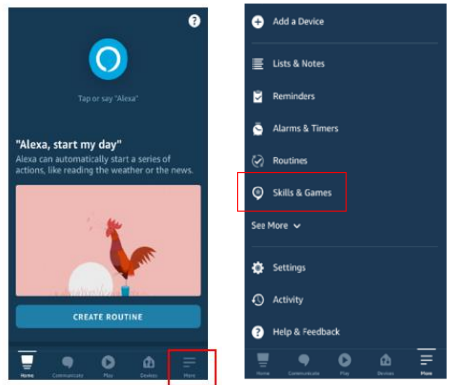 ?
Tap or say "Alexa"
"Alexa, start my day"
Alexa can automatically start a series of
actions, like reading the weather or the news.
CREATE ROUTINE
Home Communicate Play Devices More
Add a Device
Lists & Notes
Reminders
Alarms & Timers
Routines
Skills & Games
See More
Settings
Activity
? Help & Feedback
Home Communicate Play Devices More